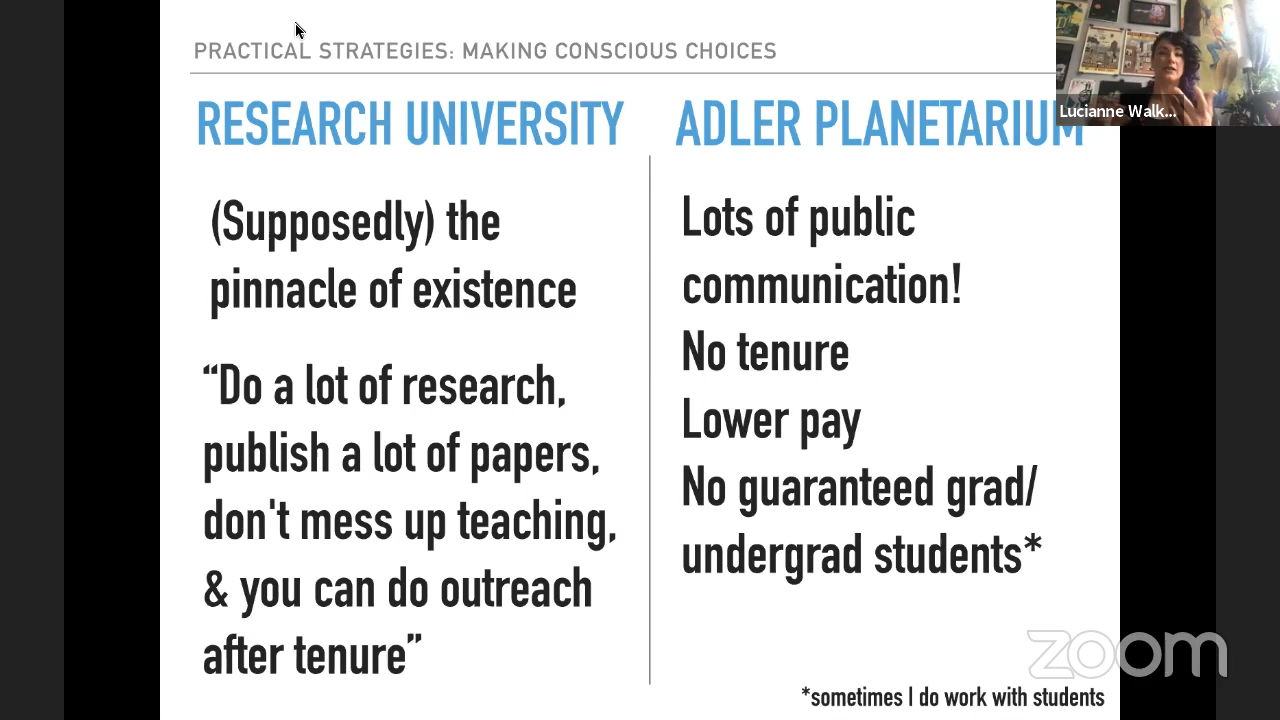 PRACTICAL STRATEGIES: MAKING CONSCIOUS CHOICES
Lucianne Walk...
RESEARCH UNIVERSITY
(Supposedly) the
pinnacle of existence
“Do a lot of research,
publish a lot of papers,
don't mess up teaching,
& you can do outreach
after tenure”
ADLER PLANETARIUM
Lots of public
communication!
No tenure
Lower pay
No guaranteed grad/
undergrad students*
*sometimes I do work with students
zoom